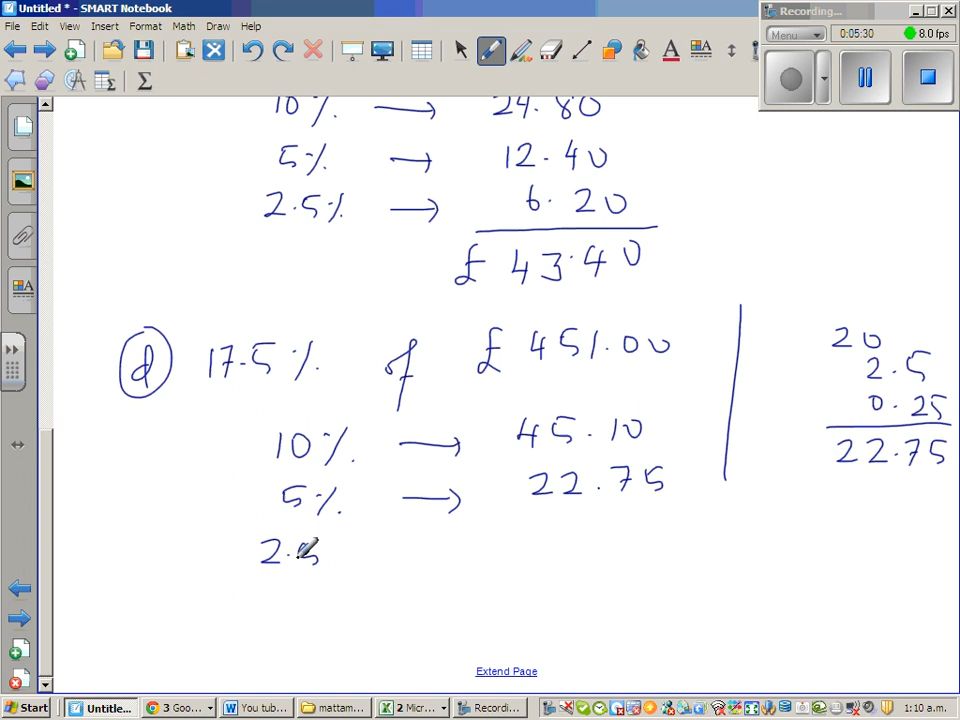 Untitled * - SMART Notebook
Recording...
File Edit View Insert Format Math Draw Help
Menu
0:05:30
8.0 fps
10% → 24.80
5% → 12.40
2.5% → 6.20
£ 43.40
d 17.5% of £ 451.00
10% → 45.10
5% → 22.75
2.5
20
2.5
0.25
22.75
Extend Page
Start
Untitle...
3 Goo...
You tub...
mattam...
2 Micr...
Recordi...
1:10 a.m.